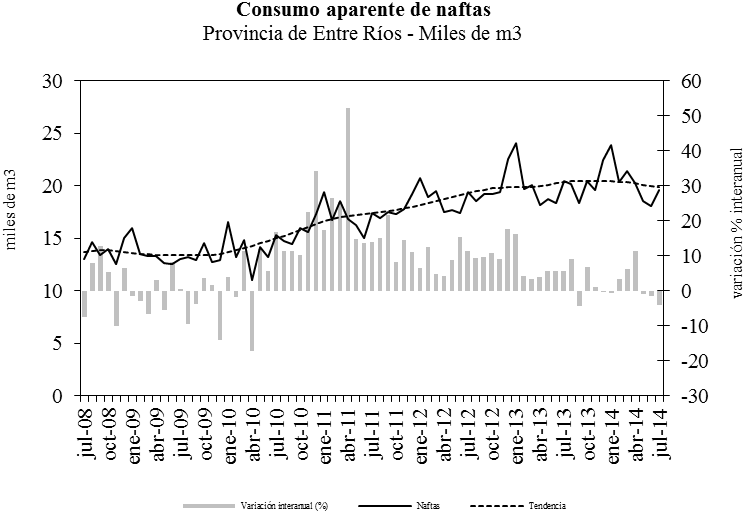 Consumo aparente de naftas
Provincia de Entre Ríos - Miles de m3
30
25
20
15
10
5
0
miles de m3
60
50
40
30
20
10
0
-10
-20
-30
variación % interanual
jul-08
oct-08
ene-09
abr-09
jul-09
oct-09
ene-10
abr-10
jul-10
oct-10
ene-11
abr-11
jul-11
oct-11
ene-12
abr-12
jul-12
oct-12
ene-13
abr-13
jul-13
oct-13
ene-14
abr-14
jul-14
Variación interanual (%)
Naftas
Tendencia